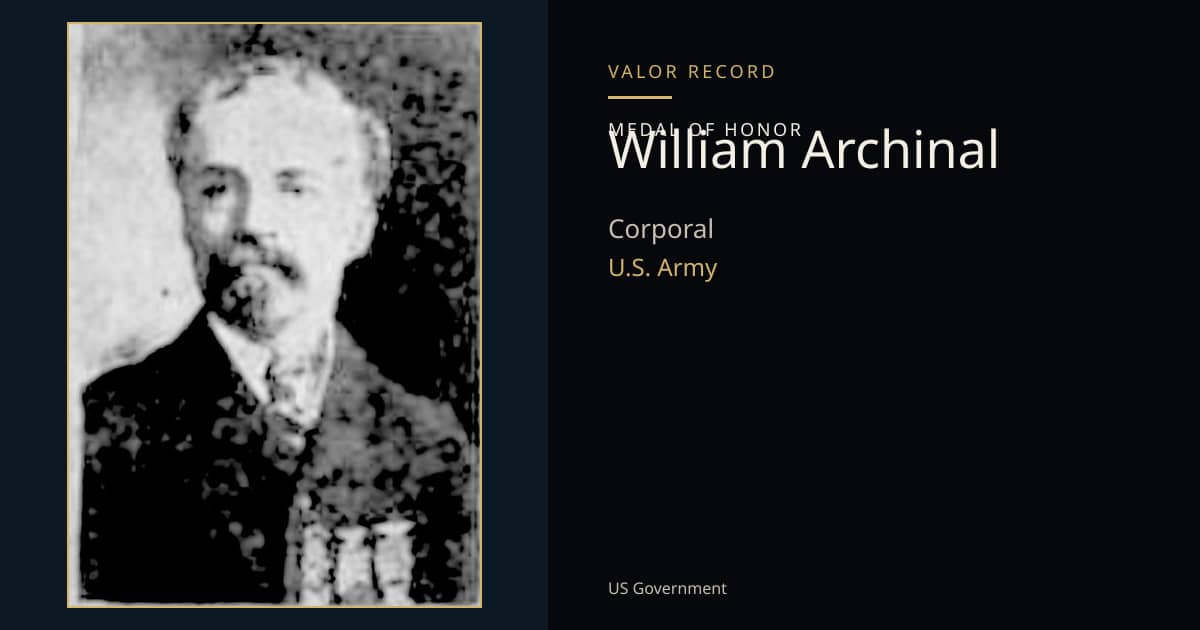 VALOR RECORD
MEDAL OF HONOR
William Archinal
Corporal
U.S. Army
US Government